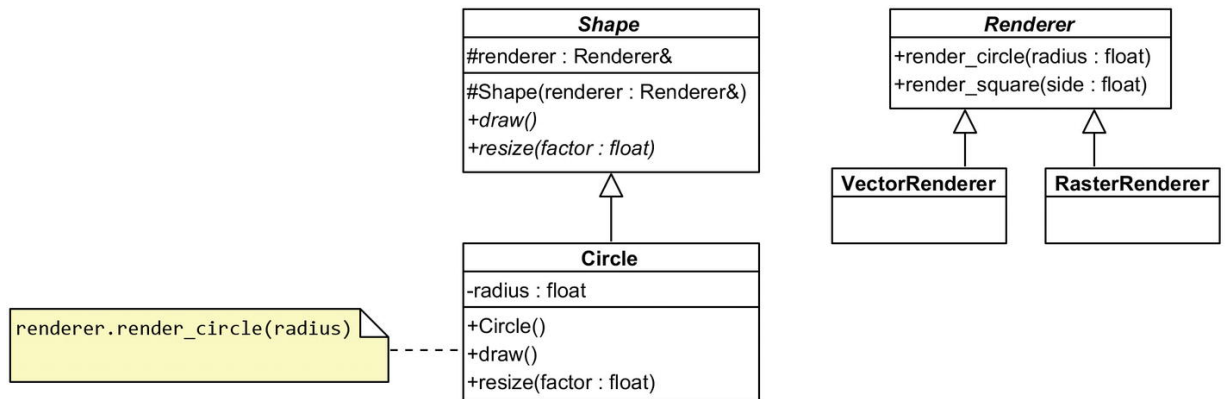 Shape
#renderer : Renderer&
#Shape(renderer : Renderer&)
+draw()
+resize(factor : float)
Renderer
+render_circle(radius : float)
+render_square(side : float)
VectorRenderer
RasterRenderer
Circle
-radius : float
+Circle()
+draw()
+resize(factor : float)
renderer.render_circle(radius)